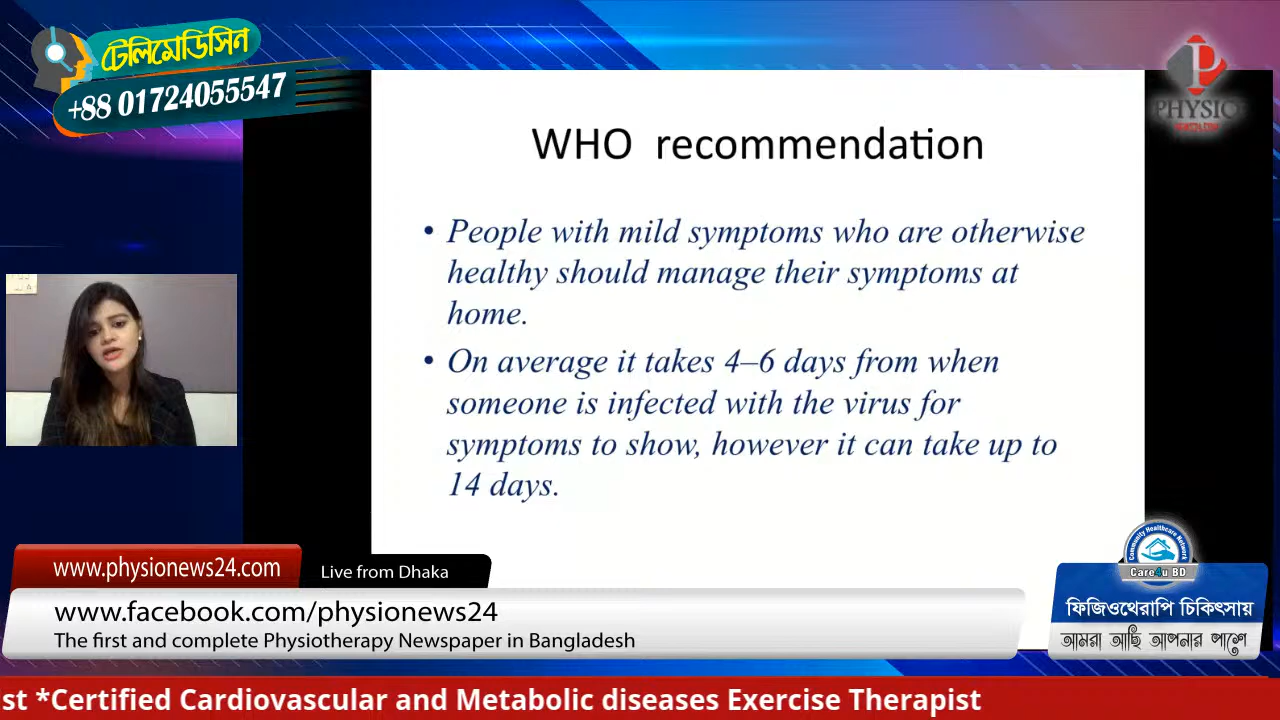 টেলিমেডিসিন
+88 01724055547
PHYSIO
WHO recommendation
• People with mild symptoms who are otherwise
healthy should manage their symptoms at
home.
• On average it takes 4–6 days from when
someone is infected with the virus for
symptoms to show, however it can take up to
14 days.
Community Healthcare Network
Care4u BD
ফিজিওথেরাপি চিকিৎসায়
আমরা আছি আপনার পাশে
www.physionews24.com
Live from Dhaka
www.facebook.com/physionews24
The first and complete Physiotherapy Newspaper in Bangladesh
st *Certified Cardiovascular and Metabolic diseases Exercise Therapist